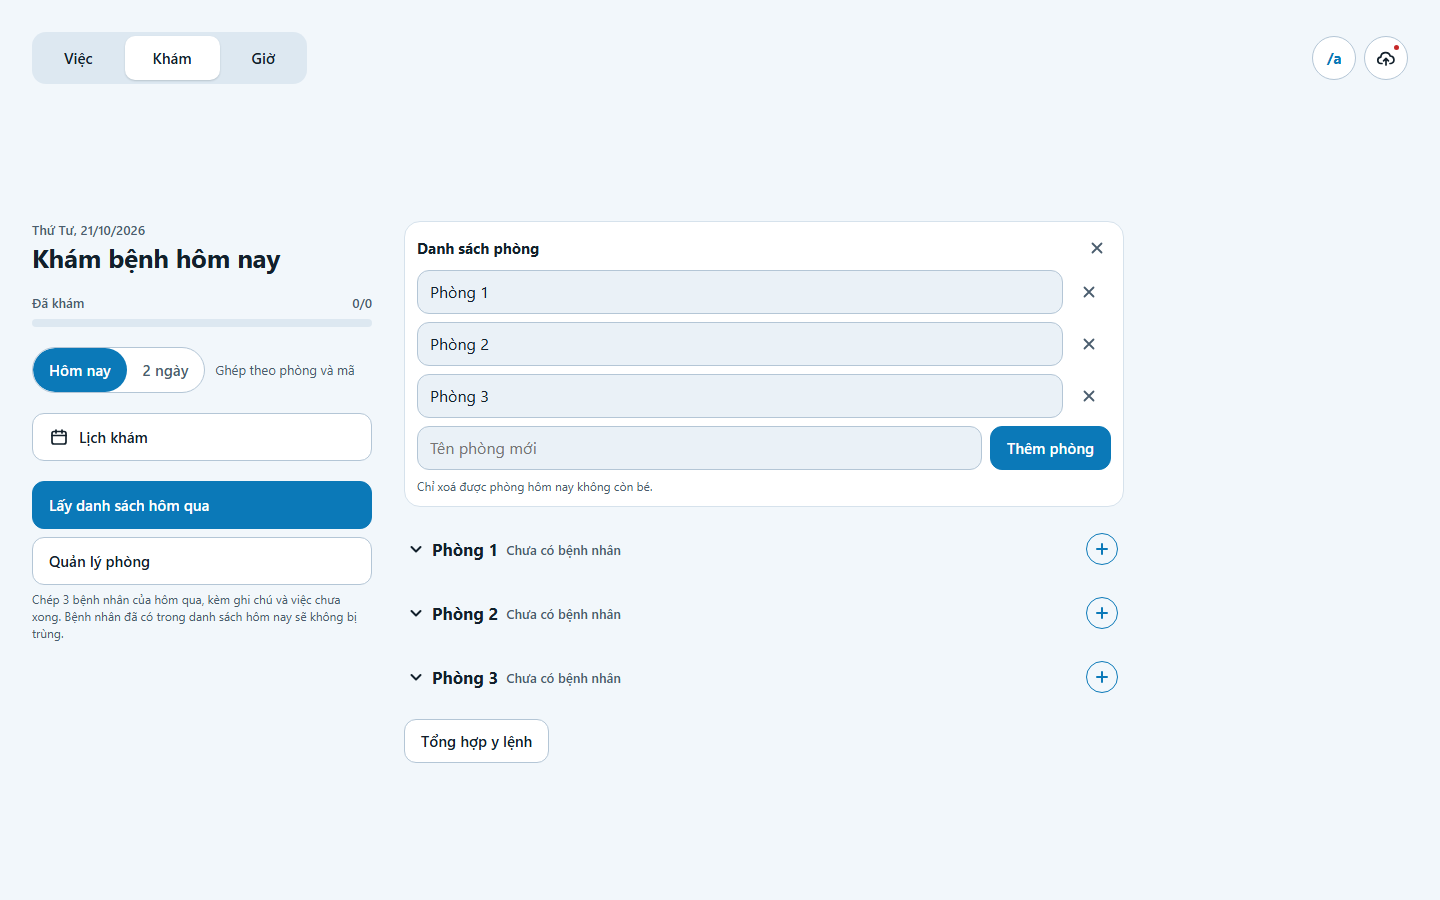 Việc
Khám
Giờ
/a
Thứ Tư, 21/10/2026
Khám bệnh hôm nay
Đã khám
0/0
Hôm nay
2 ngày
Ghép theo phòng và mã
Lịch khám
Lấy danh sách hôm qua
Quản lý phòng
Chép 3 bệnh nhân của hôm qua, kèm ghi chú và việc chưa
xong. Bệnh nhân đã có trong danh sách hôm nay sẽ không bị
trùng.
Danh sách phòng
Phòng 1
Phòng 2
Phòng 3
Tên phòng mới
Thêm phòng
Chỉ xoá được phòng hôm nay không còn bé.
Phòng 1 Chưa có bệnh nhân
Phòng 2 Chưa có bệnh nhân
Phòng 3 Chưa có bệnh nhân
Tổng hợp y lệnh